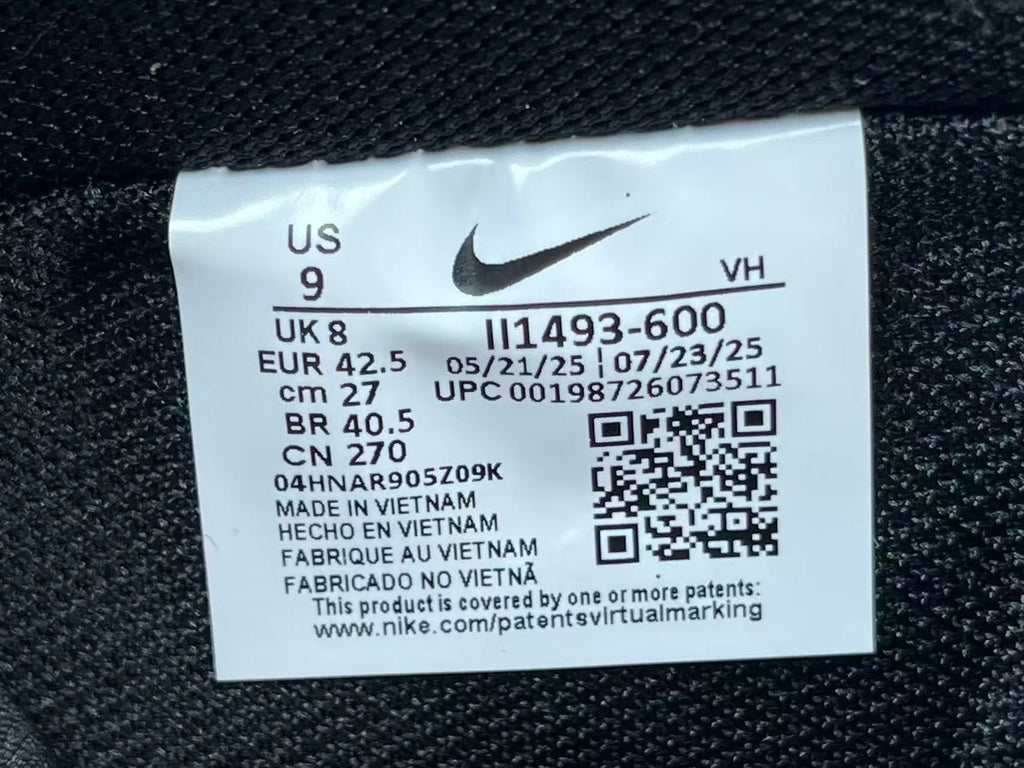 US
9
VH
UK 8
II1493-600
EUR 42.5
05/21/25 ¦ 07/23/25
cm 27
UPC 00198726073511
BR 40.5
CN 270
04HNAR905Z09K
MADE IN VIETNAM
HECHO EN VIETNAM
FABRIQUE AU VIETNAM
FABRICADO NO VIETNÃ
This product is covered by one or more patents:
www.nike.com/patentsvirtualmarking